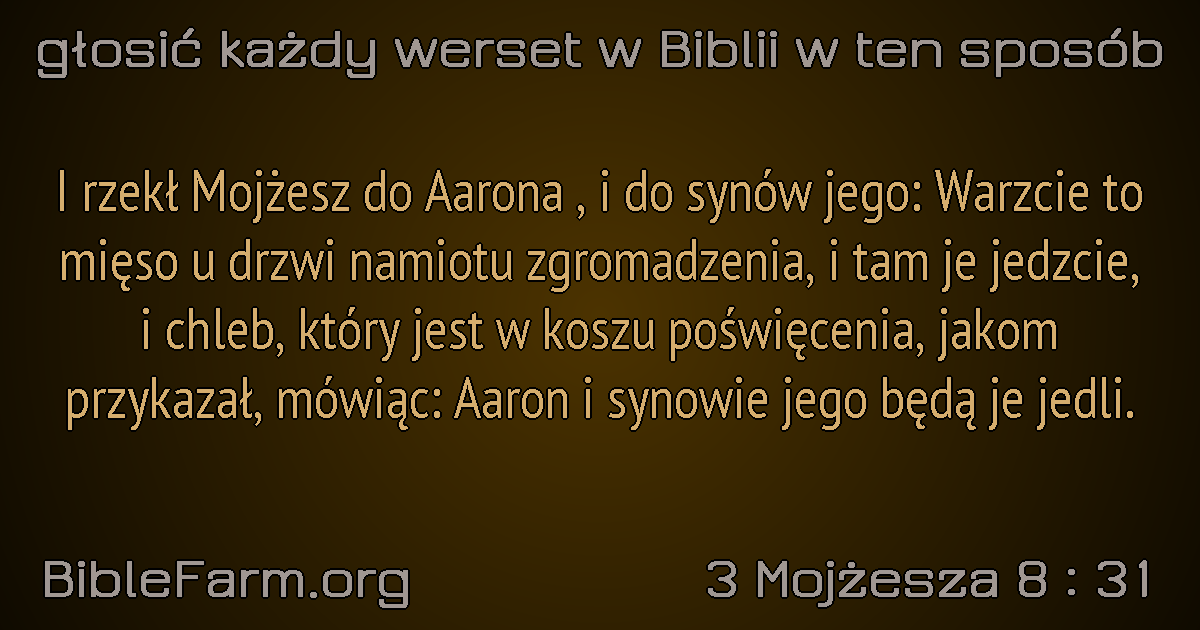 głosić każdy werset w Biblii w ten sposób
I rzekł Mojżesz do Aarona , i do synów jego: Warzcie to
mięso u drzwi namiotu zgromadzenia, i tam je jedzcie,
i chleb, który jest w koszu poświęcenia, jakom
przykazał, mówiąc: Aaron i synowie jego będą je jedli.
BibleFarm.org
3 Mojżesza 8 : 31